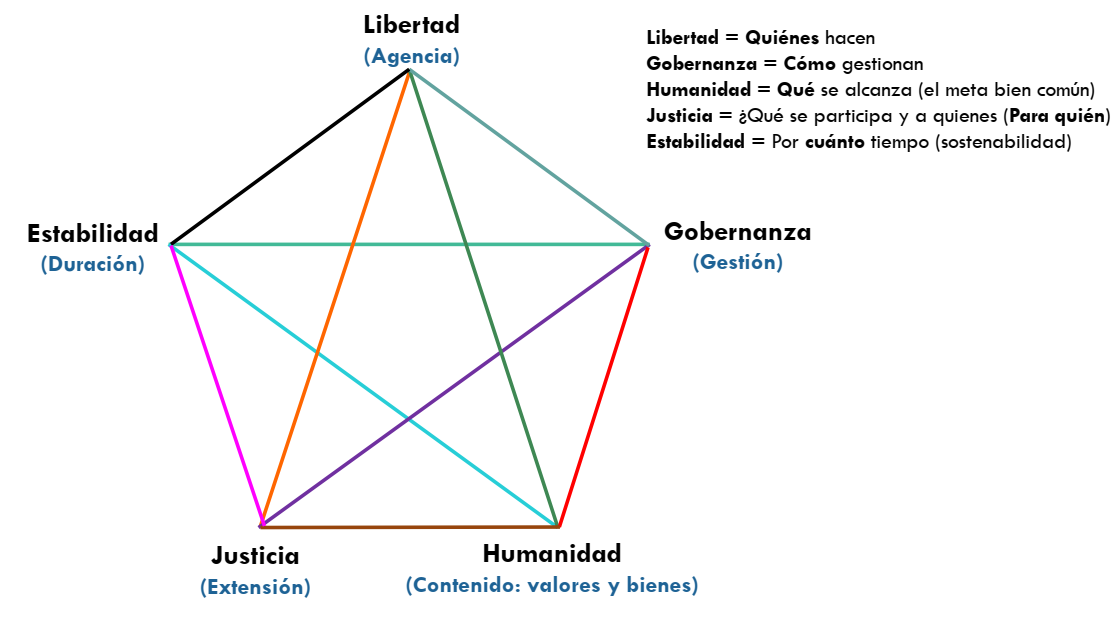 Libertad
(Agencia)
Libertad = Quiénes hacen
Gobernanza = Cómo gestionan
Humanidad = Qué se alcanza (el meta bien común)
Justicia = ¿Qué se participa y a quienes (Para quién)
Estabilidad = Por cuánto tiempo (sostenibilidad)
Estabilidad
(Duración)
Gobernanza
(Gestión)
Justicia
(Extensión)
Humanidad
(Contenido: valores y bienes)